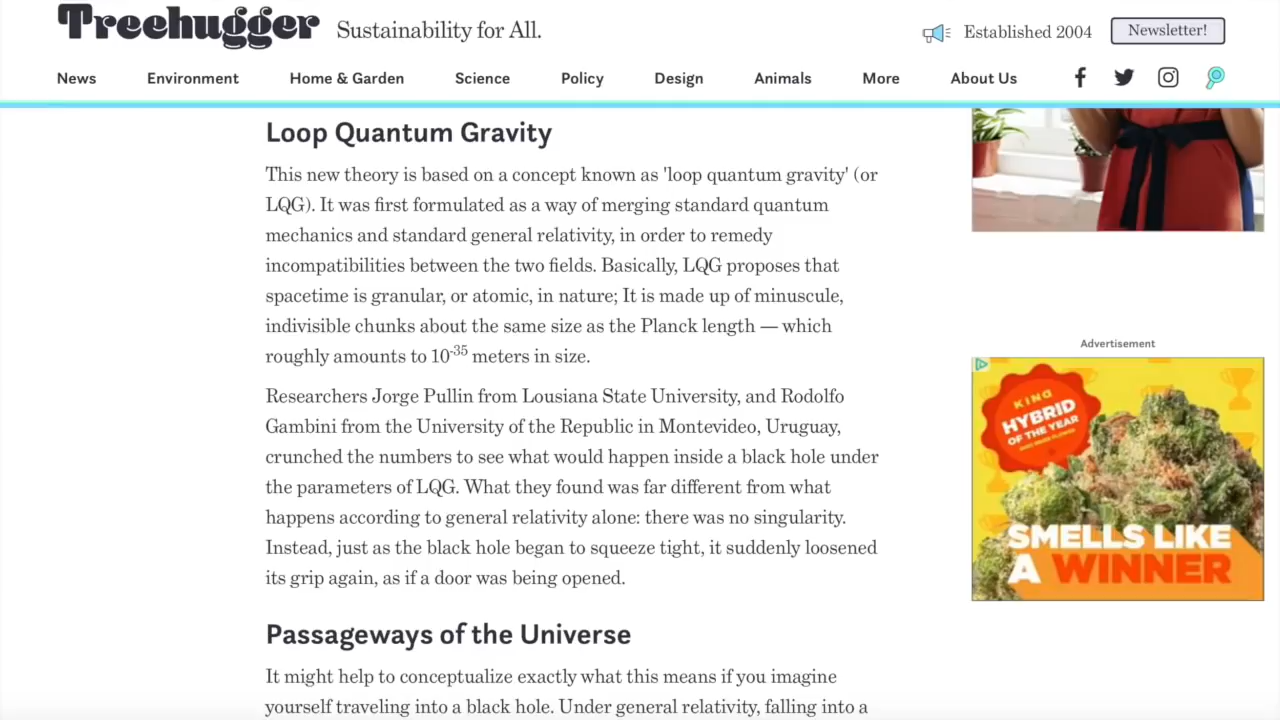 Treehugger
Sustainability for All.
Established 2004
Newsletter!
News
Environment
Home & Garden
Science
Policy
Design
Animals
More
About Us
Loop Quantum Gravity
This new theory is based on a concept known as 'loop quantum gravity' (or
LQG). It was first formulated as a way of merging standard quantum
mechanics and standard general relativity, in order to remedy
incompatibilities between the two fields. Basically, LQG proposes that
spacetime is granular, or atomic, in nature; It is made up of minuscule,
indivisible chunks about the same size as the Planck length — which
roughly amounts to 10-35 meters in size.
Researchers Jorge Pullin from Lousiana State University, and Rodolfo
Gambini from the University of the Republic in Montevideo, Uruguay,
crunched the numbers to see what would happen inside a black hole under
the parameters of LQG. What they found was far different from what
happens according to general relativity alone: there was no singularity.
Instead, just as the black hole began to squeeze tight, it suddenly loosened
its grip again, as if a door was being opened.
Passageways of the Universe
It might help to conceptualize exactly what this means if you imagine
yourself traveling into a black hole. Under general relativity, falling into a
Advertisement
KING
HYBRID
OF THE YEAR
SMELLS LIKE
A WINNER